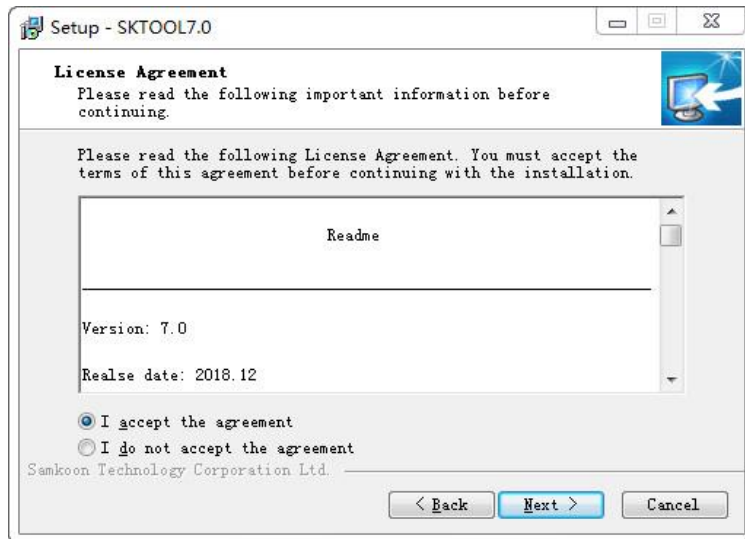 Setup - SKTOOL7.0
License Agreement
Please read the following important information before
continuing.
Please read the following License Agreement. You must accept the
terms of this agreement before continuing with the installation.
Readme
Version: 7.0
Realse date: 2018.12
I accept the agreement
I do not accept the agreement
Samkoon Technology Corporation Ltd.
< Back
Next >
Cancel